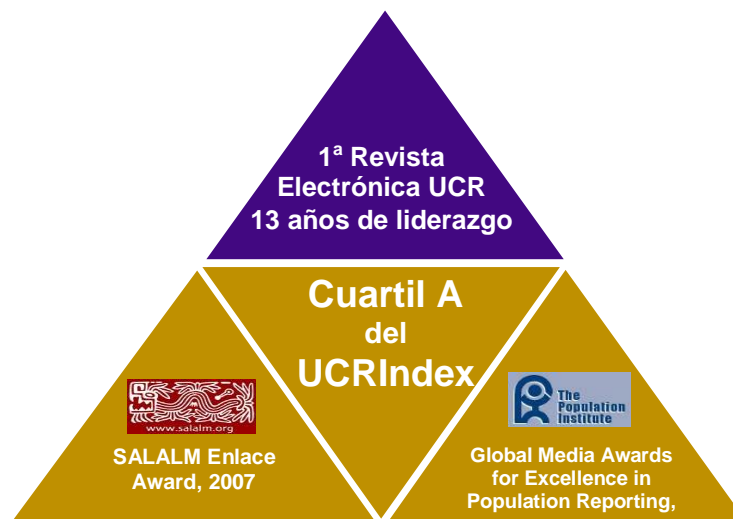 1ª Revista
Electrónica UCR
13 años de liderazgo
Cuartil A
del
UCRIndex
www.salalm.org
SALALM Enlace
Award, 2007
The
Population
Institute
Global Media Awards
for Excellence in
Population Reporting,